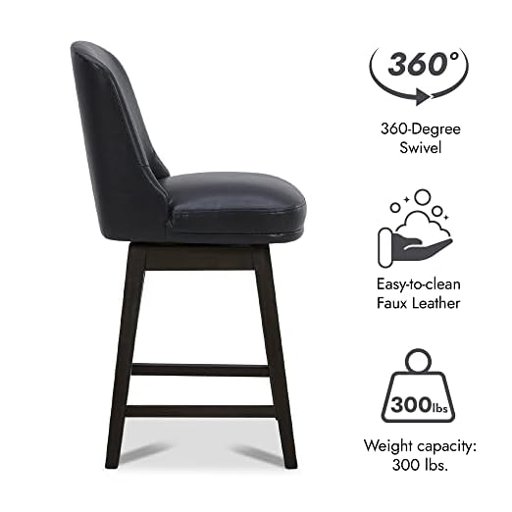 360°
360-Degree
Swivel
Easy-to-clean
Faux Leather
300lbs
Weight capacity:
300 lbs.